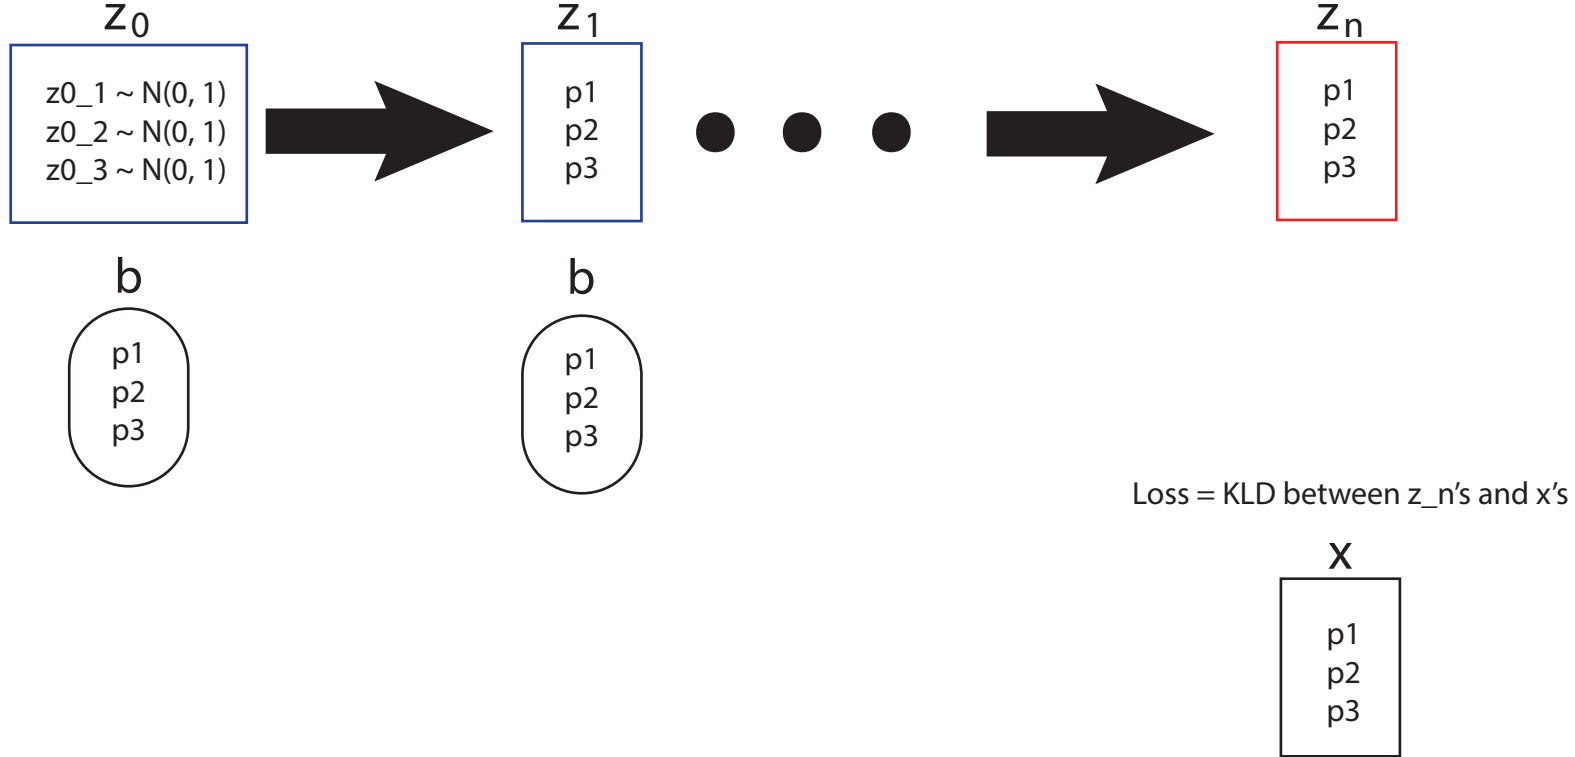 z0
z0_1 ~ N(0, 1)
z0_2 ~ N(0, 1)
z0_3 ~ N(0, 1)
b
p1
p2
p3
z1
p1
p2
p3
b
p1
p2
p3
zn
p1
p2
p3
Loss = KLD between z_n’s and x’s
x
p1
p2
p3